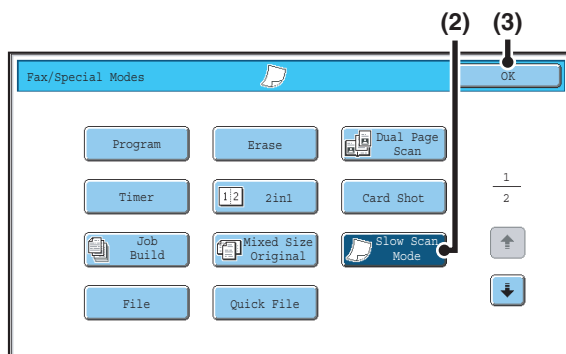 (2) (3)
Fax/Special Modes
OK
Program
Erase
Dual Page
Scan
1
2
Timer
1 2
2in1
Card Shot
Job
Build
Mixed Size
Original
Slow Scan
Mode
File
Quick File